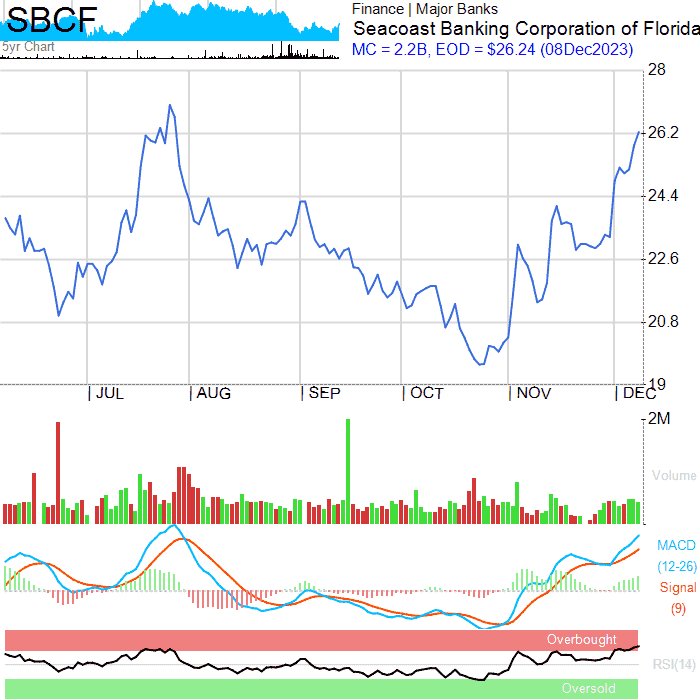 SBCF
5yr Chart
Finance | Major Banks
Seacoast Banking Corporation of Florida
MC = 2.2B, EOD = $26.24 (08Dec2023)
28
26.2
24.4
22.6
20.8
19
JUL AUG SEP OCT NOV DEC
2M
Volume
MACD
(12-26)
Signal
(9)
Overbought
RSI(14)
Oversold